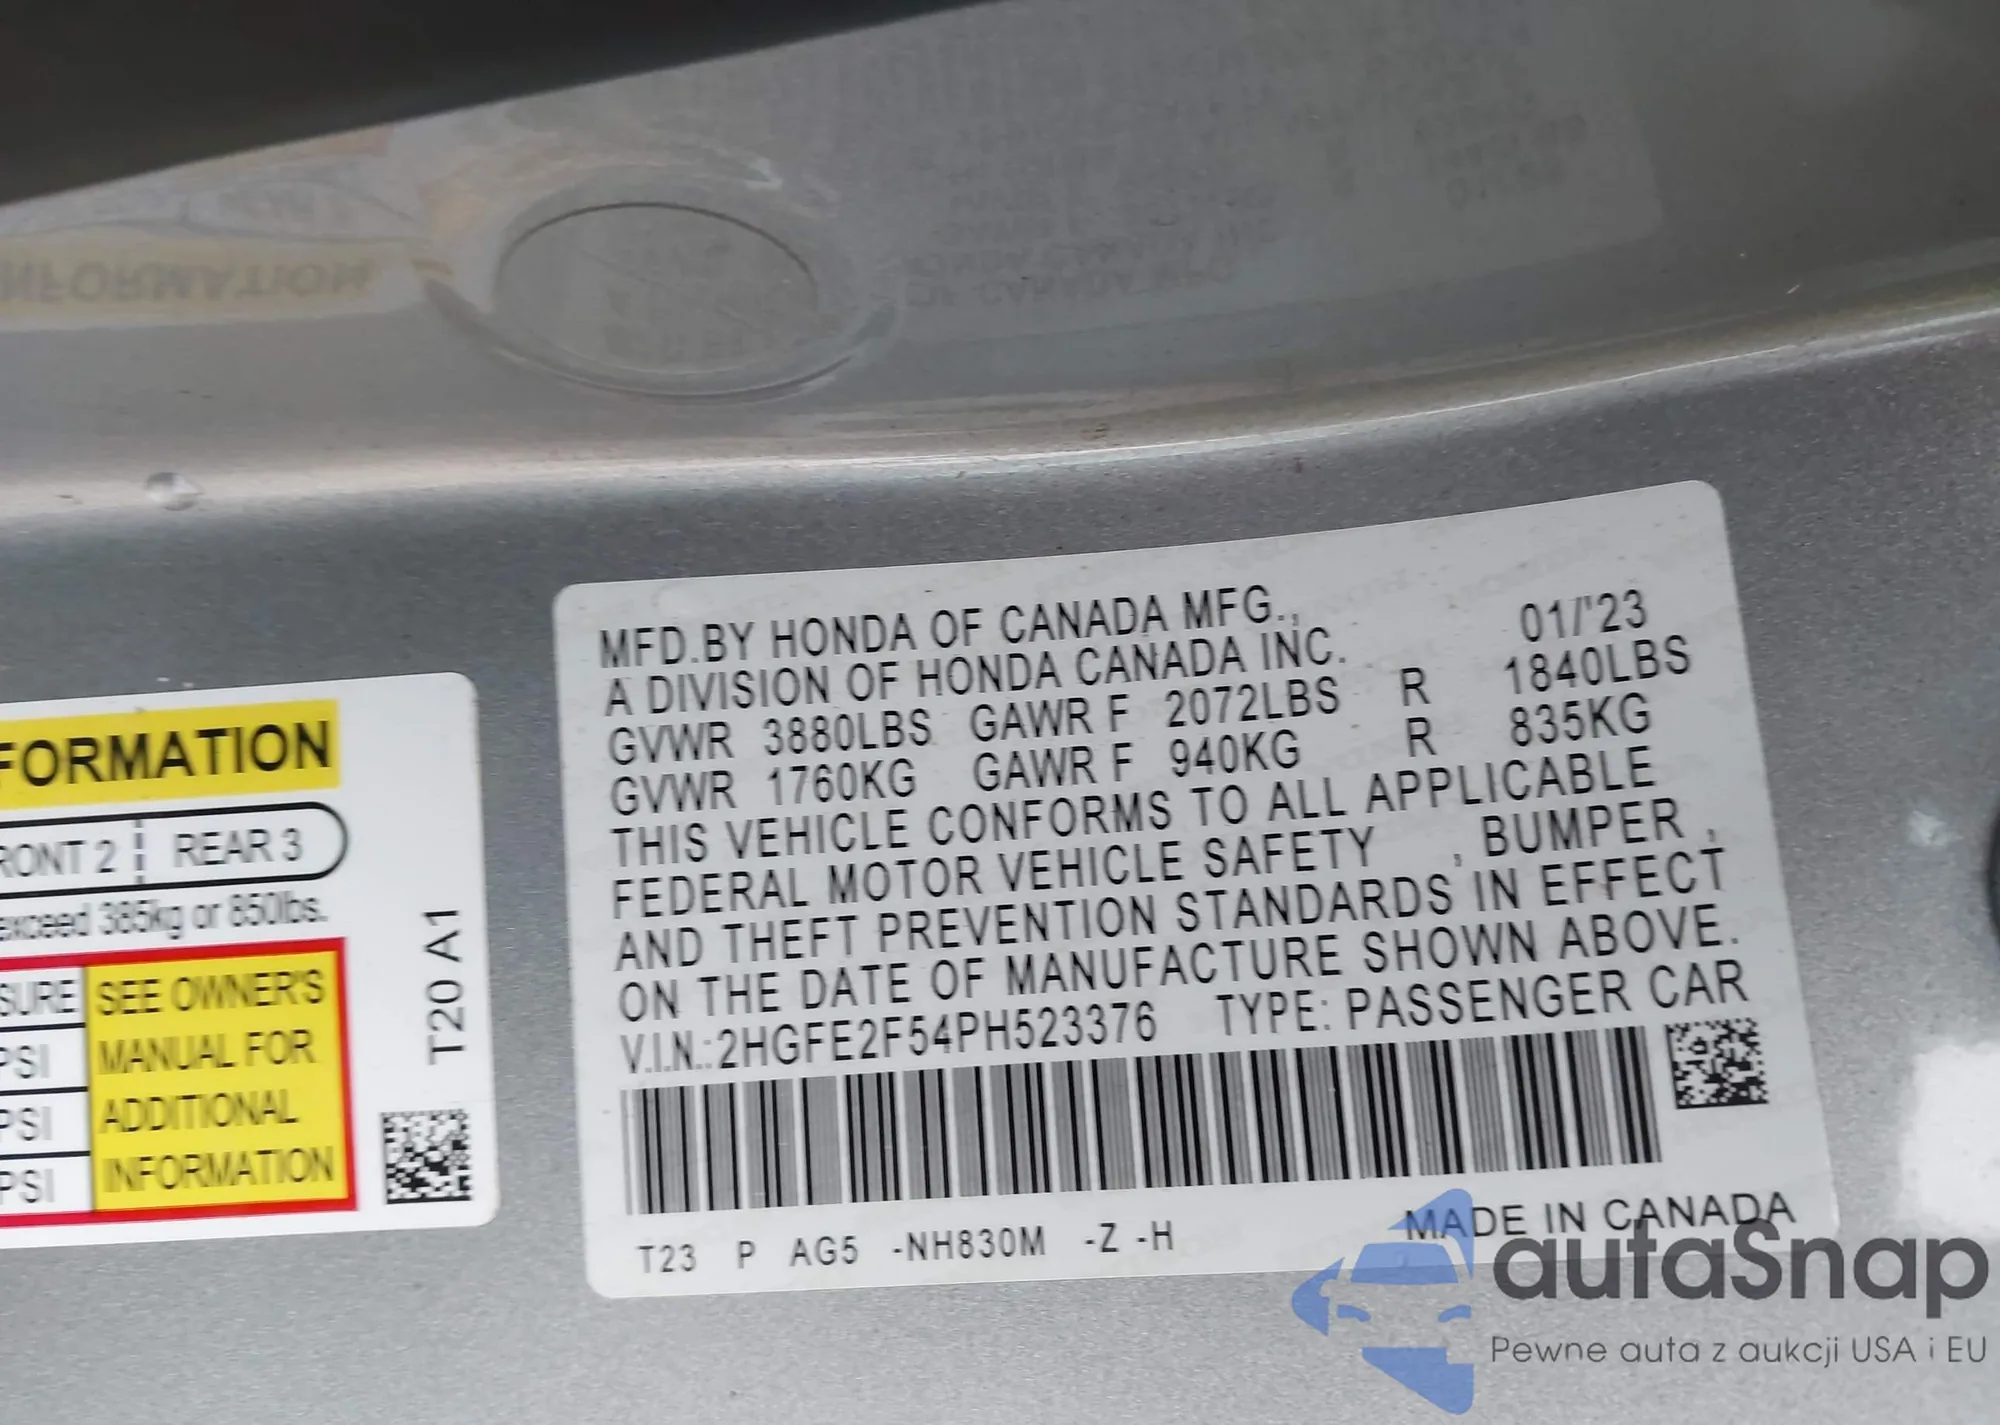 FORMATION
RONT 2 REAR 3
exceed 385kg or 850lbs.
SURE SEE OWNER'S
PSI MANUAL FOR
PSI ADDITIONAL
PSI INFORMATION
T20 A1
MFD.BY HONDA OF CANADA MFG., 01/'23
A DIVISION OF HONDA CANADA INC.
GVWR 3880LBS GAWR F 2072LBS R 1840LBS
GVWR 1760KG GAWR F 940KG R 835KG
THIS VEHICLE CONFORMS TO ALL APPLICABLE
FEDERAL MOTOR VEHICLE SAFETY , BUMPER ,
AND THEFT PREVENTION STANDARDS IN EFFECT
ON THE DATE OF MANUFACTURE SHOWN ABOVE.
V.I.N.:2HGFE2F54PH523376 TYPE: PASSENGER CAR
T23 P AG5 -NH830M -Z -H
MADE IN CANADA
autaSnap
Pewne auta z aukcji USA i EU